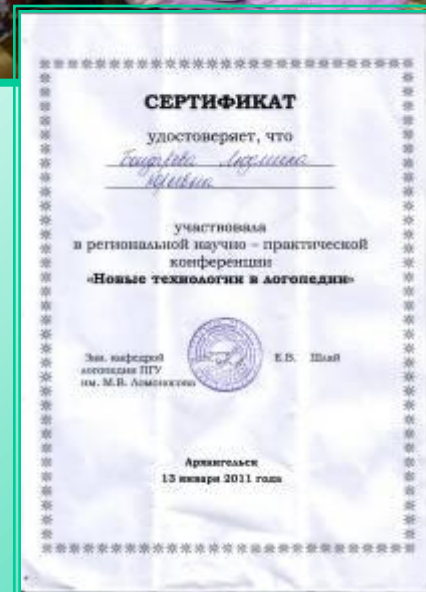 СЕРТИФИКАТ
удостоверяет, что
Людмила
участвовала
в региональной научно – практической
конференции
«Новые технологии в логопедии»
Зав. кафедрой
логопедии ПГУ
им. М.В. Ломоносова
Е.В.
Архангельск
13 января 2011 года